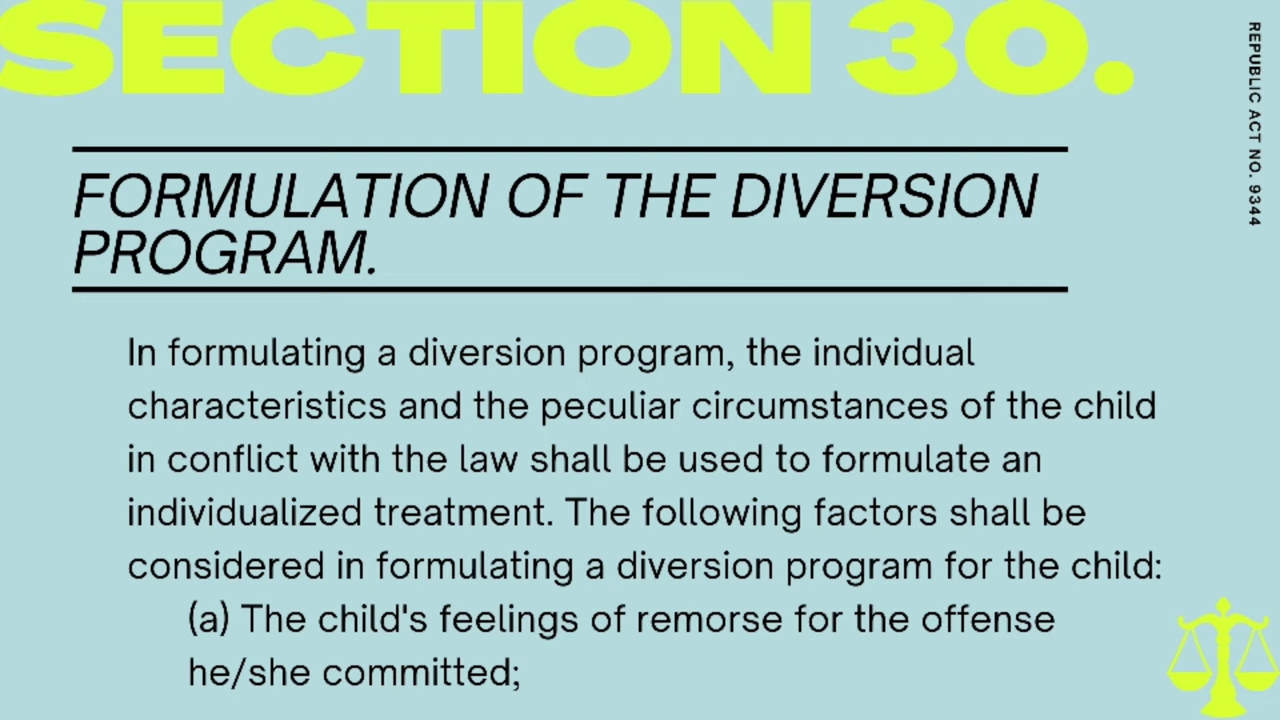 SECTION 30.
REPUBLIC ACT NO. 9344
FORMULATION OF THE DIVERSION
PROGRAM.
In formulating a diversion program, the individual
characteristics and the peculiar circumstances of the child
in conflict with the law shall be used to formulate an
individualized treatment. The following factors shall be
considered in formulating a diversion program for the child:
(a) The child's feelings of remorse for the offense
he/she committed;